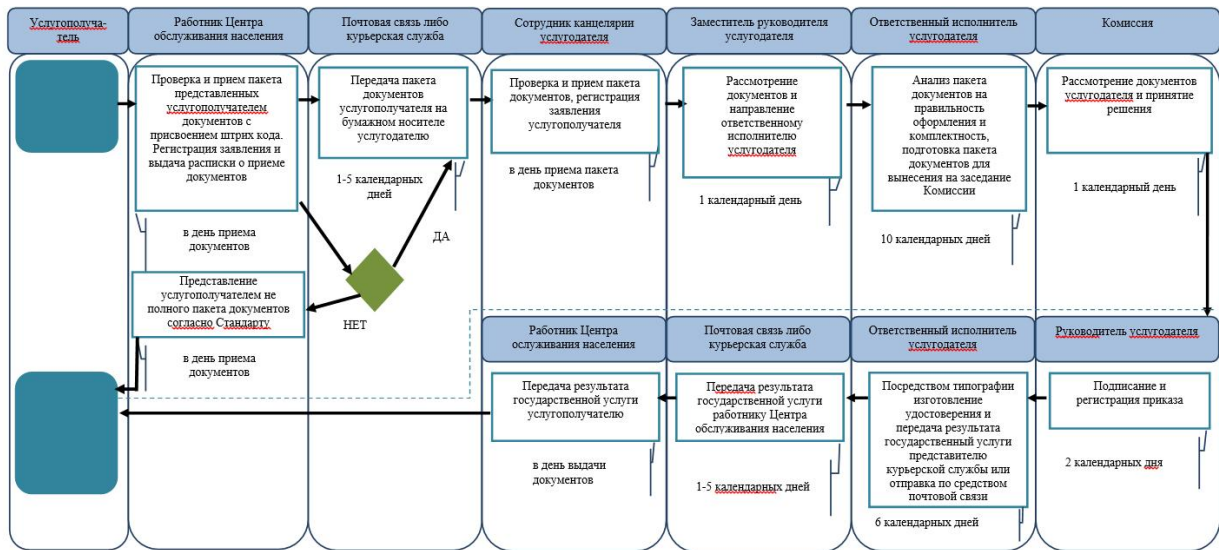 Услугополуча-
тель
Работник Центра
обслуживания населения
Почтовая связь либо
курьерская служба
Сотрудник канцелярии
услугодателя
Заместитель руководителя
услугодателя
Ответственный исполнитель
услугодателя
Комиссия
Проверка и прием пакета
представленных
услугополучателем
документов с
присвоением штрих кода.
Регистрация заявления и
выдача расписки о приеме
документов
в день приема
документов
Передача пакета
документов
услугополучателя на
бумажном носителе
услугодателю
1-5 календарных
дней
Проверка и прием пакета
документов, регистрация
заявления
услугополучателя
в день приема пакета
документов
Рассмотрение
документов и
направление
ответственному
исполнителю
услугодателя
1 календарный день
Анализ пакета
документов на
правильность
оформления и
комплектность,
подготовка пакета
документов для
вынесения на заседание
Комиссии
10 календарных дней
Рассмотрение документов
услугодателя и принятие
решения
1 календарный день
ДА
НЕТ
Представление
услугополучателем не
полного пакета документов
согласно Стандарту
в день приема
документов
Работник Центра
ослуживания населения
Почтовая связь либо
курьерская служба
Ответственный исполнитель
услугодателя
Руководитель услугодателя
Передача результата
государственной услуги
услугополучателю
в день выдачи
документов
Передача результата
государственной услуги
работнику Центра
обслуживания населения
1-5 календарных дней
Посредством типографии
изготовление
удостоверения и
передача результата
государственный услуги
представителю
курьерской службы или
отправка по средством
почтовой связи
6 календарных дней
Подписание и
регистрация приказа
2 календарных дня